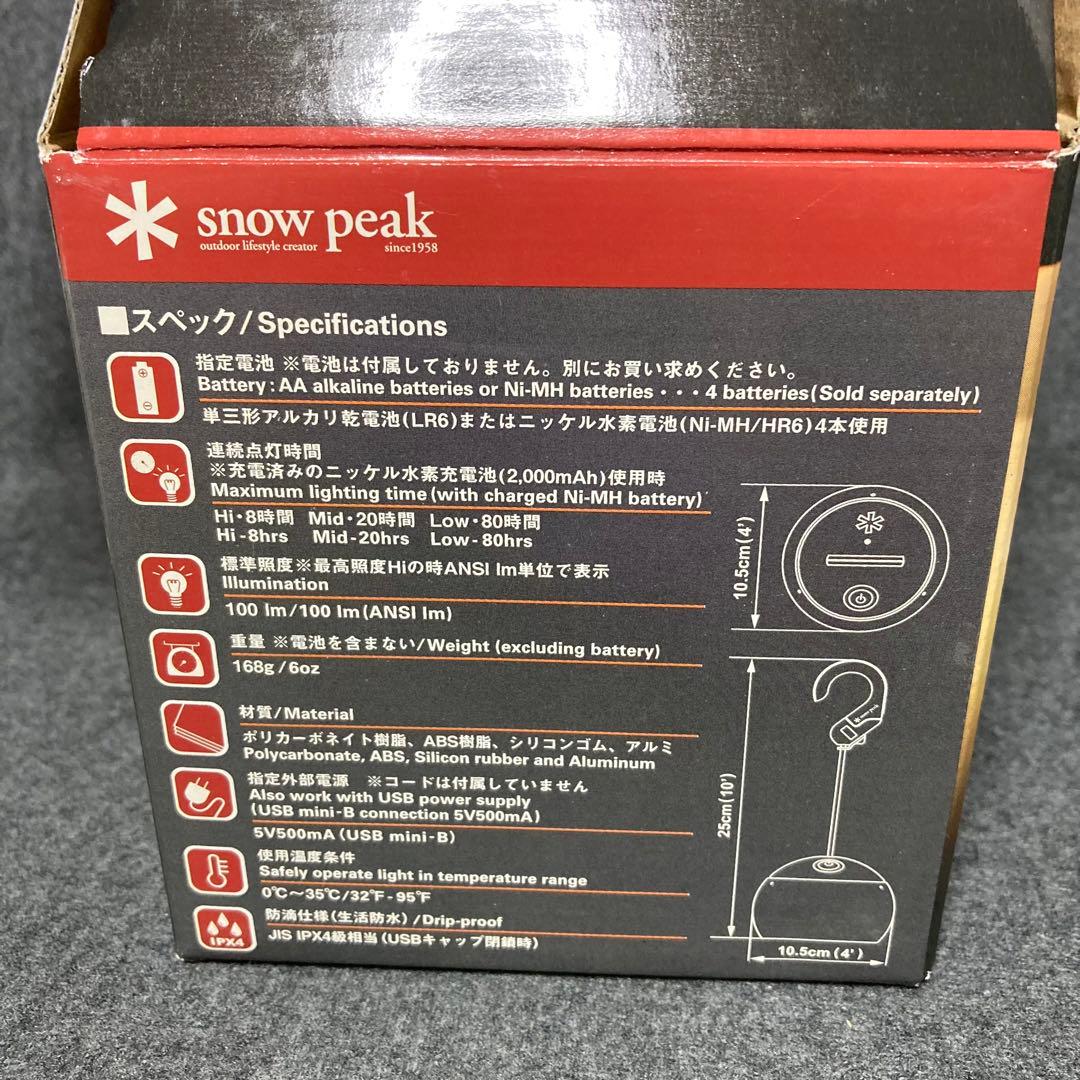 snow peak
outdoor lifestyle creator since1958
■スペック/Specifications
指定電池 ※電池は付属しておりません。別にお買い求めください。
Battery:AA alkaline batteries or Ni-MH batteries・・・4 batteries(Sold separately)
単三形アルカリ乾電池(LR6)またはニッケル水素電池(Ni-MH/HR6)4本使用
連続点灯時間
※充電済みのニッケル水素充電池(2,000mAh)使用時
Maximum lighting time(with charged Ni-MH battery)
Hi・8時間 Mid・20時間 Low・80時間
Hi-8hrs Mid-20hrs Low-80hrs
標準照度※最高照度Hiの時ANSI lm単位で表示
Illumination
100 lm/100 lm(ANSI lm)
重量 ※電池を含まない/Weight (excluding battery)
168g/6oz
材質/Material
ポリカーボネイト樹脂、ABS樹脂、シリコンゴム、アルミ
Polycarbonate, ABS, Silicon rubber and Aluminum
指定外部電源 ※コードは付属していません
Also work with USB power supply
(USB mini-B connection 5V500mA)
5V500mA(USB mini-B)
使用温度条件
Safely operate light in temperature range
0℃〜35℃/32℉-95℉
IPX4
防滴仕様(生活防水)/Drip-proof
JIS IPX4級相当(USBキャップ閉鎖時)
10.5cm(4')
snow peak
25cm(10')
10.5cm(4')